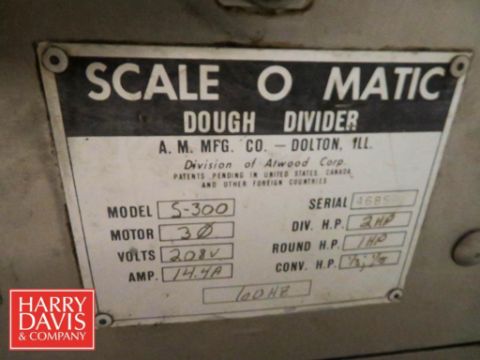 SCALE O MATIC
DOUGH DIVIDER
A. M. MFG. CO. — DOLTON, ILL.
Division of Atwood Corp.
PATENTS PENDING IN UNITED STATES CANADA
AND OTHER FOREIGN COUNTRIES
MODEL S-300
SERIAL
MOTOR 3Ø
DIV. H.P. 2HP
VOLTS 208V
ROUND H.P. 1HP
AMP. 14.4A
CONV. H.P.
60HZ
HARRY
DAVIS
& COMPANY